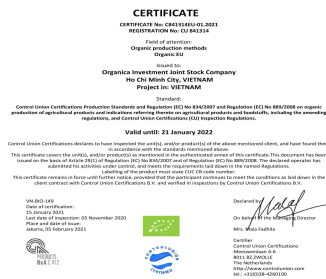 CERTIFICATE
CERTIFICATE No: C841314EU-01.2021
REGISTRATION No: CU 841314
Field of attention:
Organic production methods
Organic EU
Issued to:
Organica Investment Joint Stock Company
Ho Chi Minh City, VIETNAM
Project in: VIETNAM
Standard:
Control Union Certifications Production Standards and Regulation (EC) No 834/2007 and Regulation (EC) No 889/2008 on organic
production of agricultural products and indications referring thereto on agricultural products and foodstuffs, including the amending
regulations, and Control Union Certifications (CU) Inspection Regulations.
Valid until: 21 January 2022
Control Union Certifications declares to have inspected the unit(s), and/or product(s) of the above mentioned client, and have found the
in accordance with the standards mentioned above.
This certificate covers the unit(s), and/or product(s) as mentioned in the authenticated annex of this certificate.This document has been
issued on the basis of Article 29(1) of Regulation (EC) No 834/2007 and of Regulation (EC) No 889/2008. The declared operator has
submitted his activities under control, and meets the requirements laid down in the named Regulations.
Labelling of the product must state CUC CB code number.
This certificate remains in force until further notice, provided that the participant continues to meet the conditions as laid down in the
client contract with Control Union Certifications B.V. and verified in inspections by Control Union Certifications B.V.
VN-BIO-149
Date of certification:
15 January 2021
Last date of inspection: 05 November 2020
Place and date of issue:
Jakarta, 05 February 2021
Declared by
On behalf of the Managing Director
Mrs. Mala Fadhila
Certifier
Control Union Certifications
Meeuwenlaan 4-6
8011 BZ ZWOLLE
The Netherlands
http://www.controlunion.com
tel.: +31(0)38-4260100
PRODUCTS
RvA C 412
CONTROL UNION
CERTIFIED